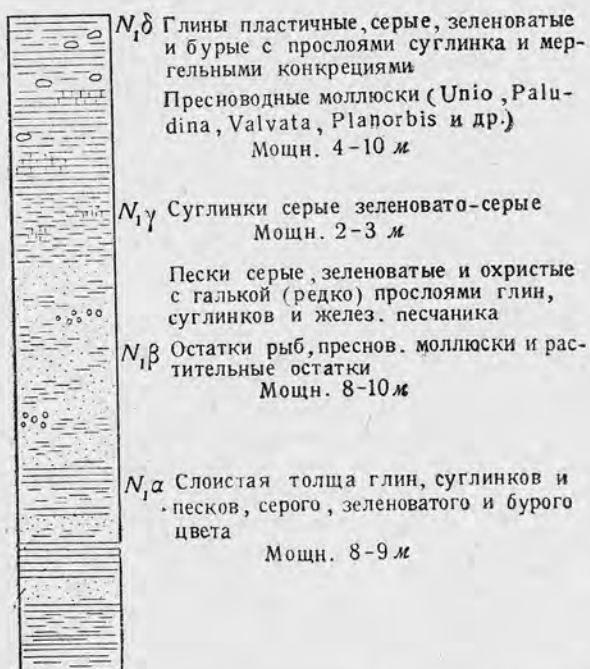 N₁δ Глины пластичные, серые, зеленоватые
и бурые с прослоями суглинка и мер-
гельными конкрециями
Пресноводные моллюски (Unio, Palu-
dina, Valvata, Planorbis и др.)
Мощн. 4-10 м
N₁γ Суглинки серые зеленовато-серые
Мощн. 2-3 м
Пески серые, зеленоватые и охристые
с галькой (редко) прослоями глин,
суглинков и желез. песчаника
N₁β Остатки рыб, преснов. моллюски и рас-
тительные остатки
Мощн. 8-10 м
N₁α Слоистая толща глин, суглинков и
песков, серого, зеленоватого и бурого
цвета
Мощн. 8-9 м